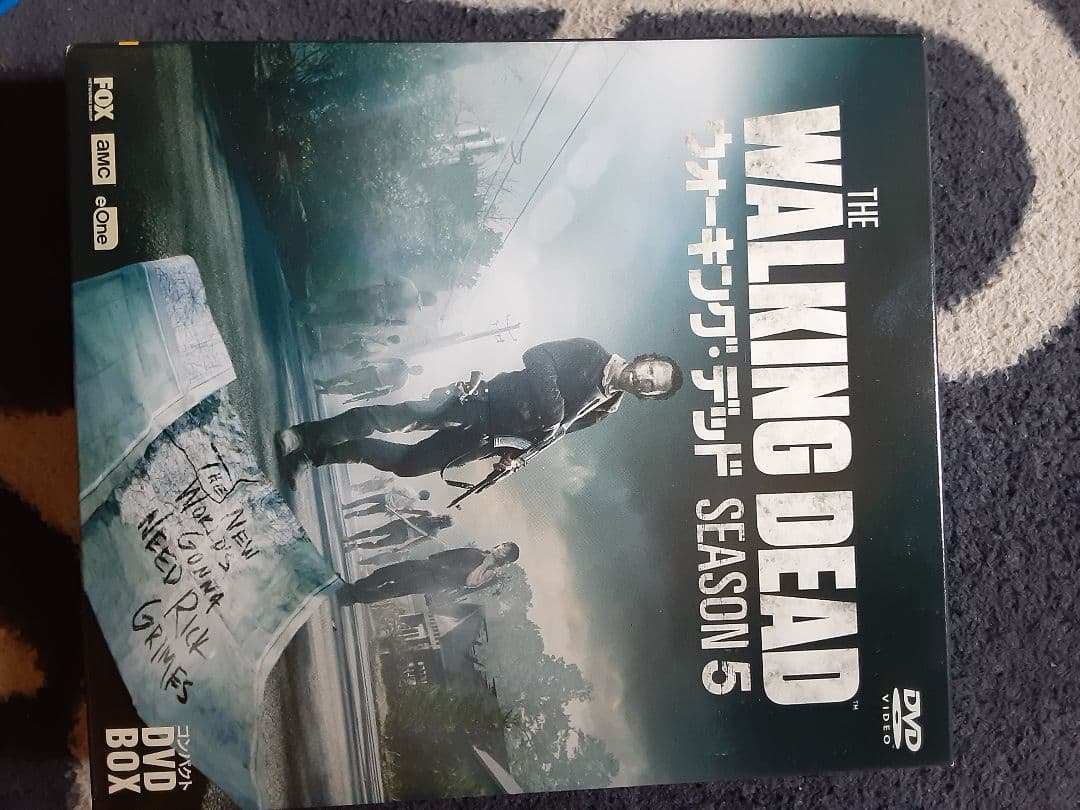 THE
WALKING DEAD™
ウォーキング・デッド SEASON 5
DVD
VIDEO
THE NEW
WORLD'S
GONNA
NEED RICK
GRIMES
FOX
aMC
eOne
コンパクト
DVD
BOX